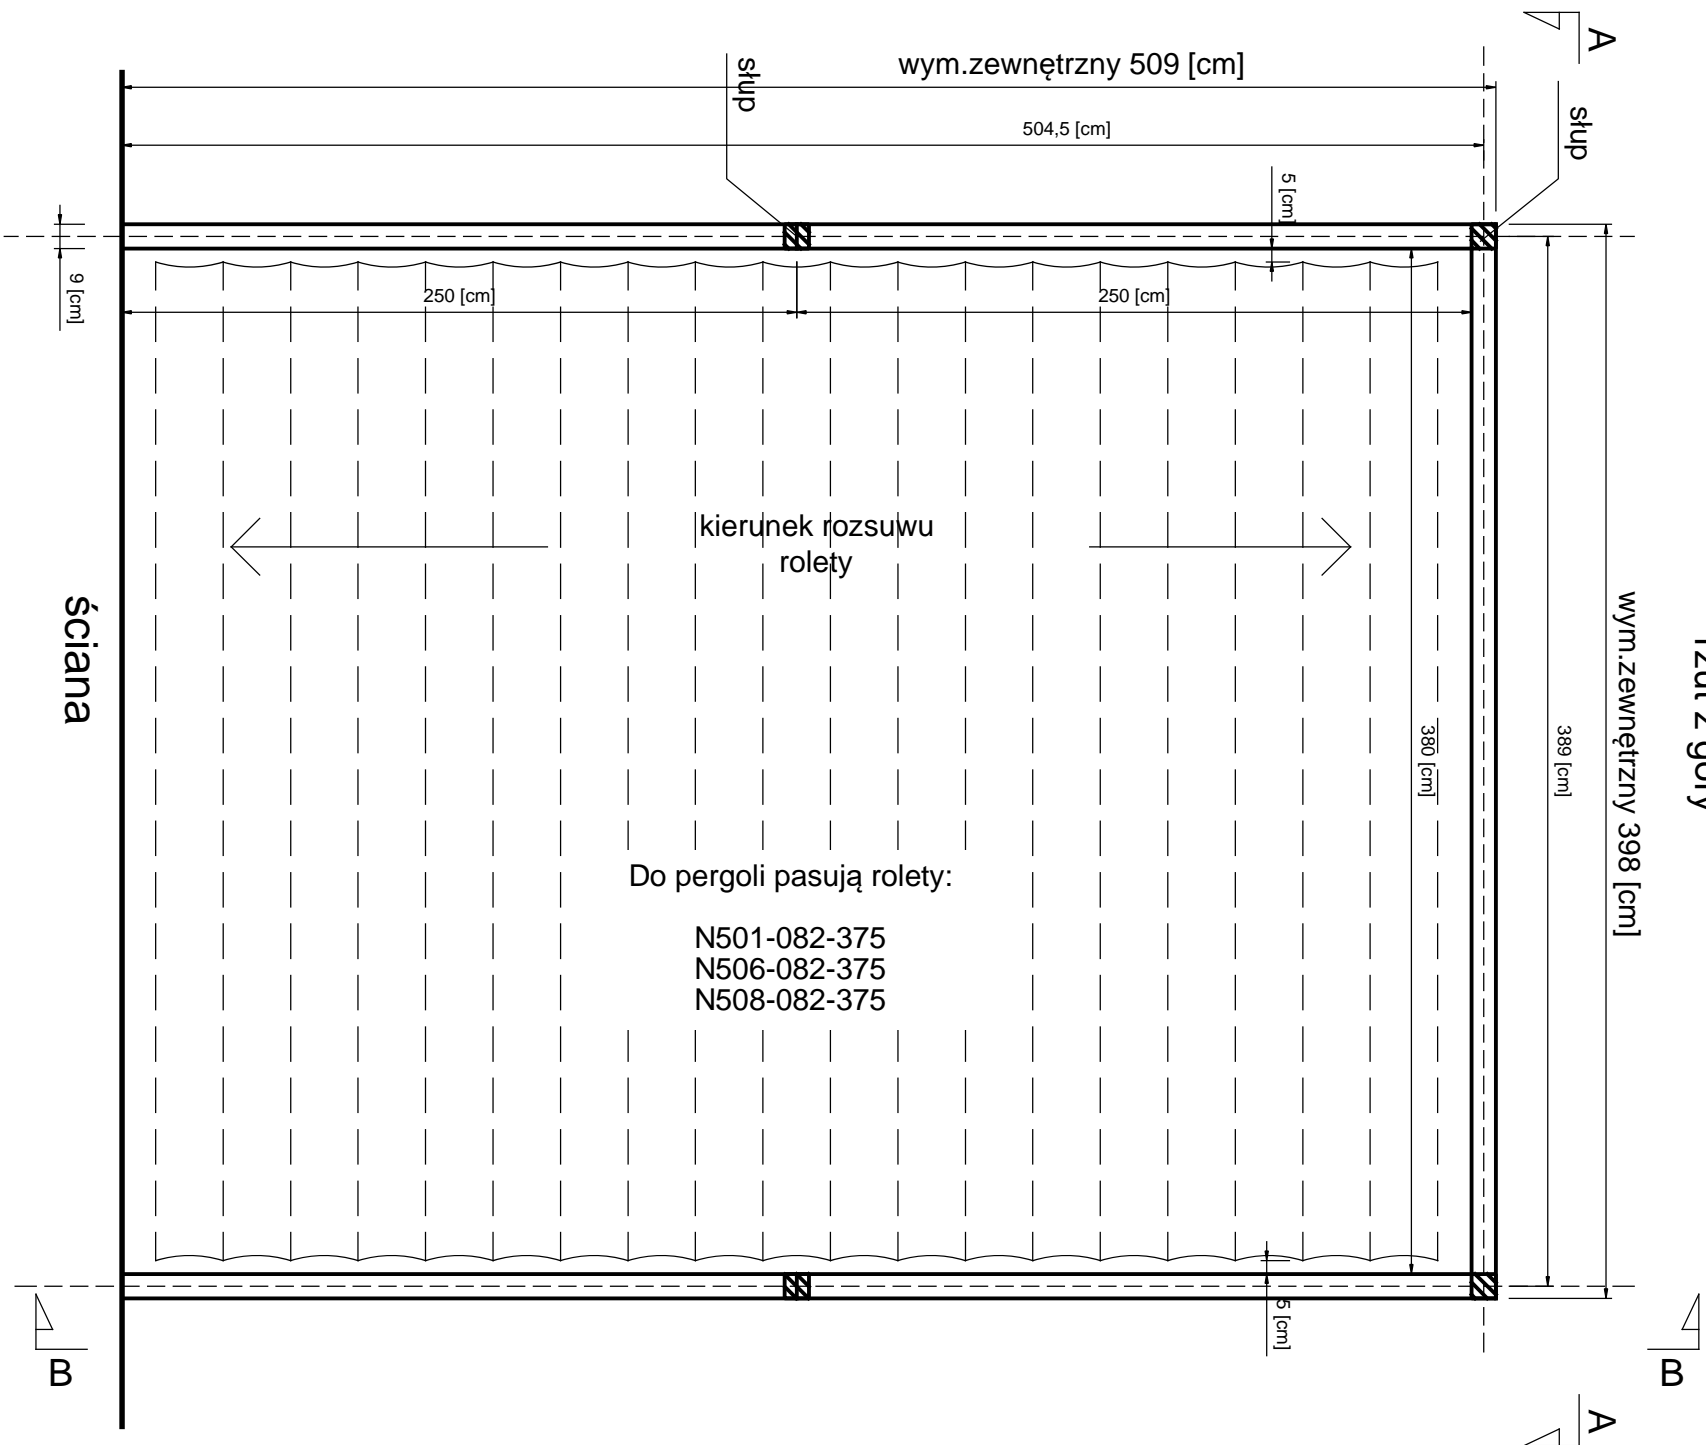 A
wym.zewnętrzny 509 [cm]
słup
słup
504,5 [cm]
5 [cm]
9 [cm]
250 [cm]
250 [cm]
kierunek rozsuwu
rolety
ściana
380 [cm]
389 [cm]
wym.zewnętrzny 398 [cm]
rzut z góry
Do pergoli pasują rolety:
N501-082-375
N506-082-375
N508-082-375
5 [cm]
B
B
A